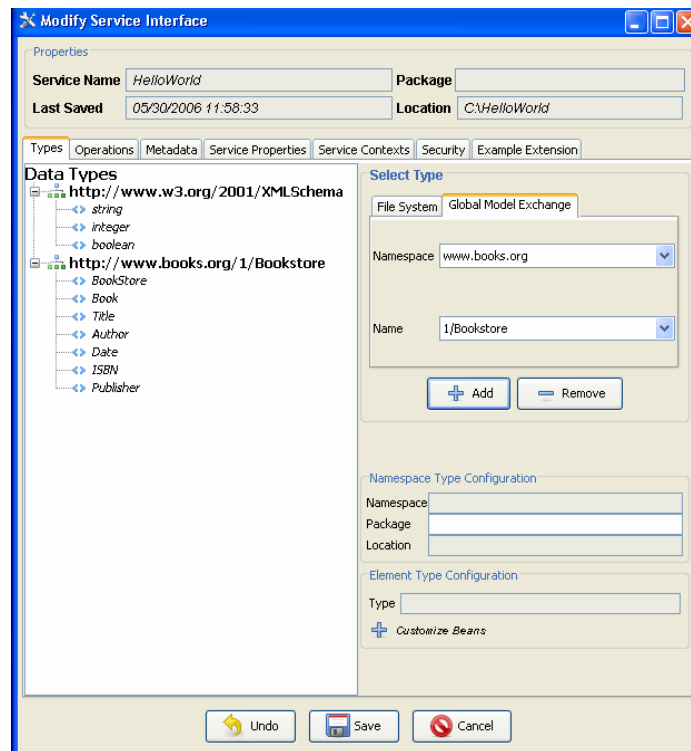 Modify Service Interface
Properties
Service Name HelloWorld Package
Last Saved 05/30/2006 11:58:33 Location C:\HelloWorld
Types Operations Metadata Service Properties Service Contexts Security Example Extension
Data Types
http://www.w3.org/2001/XMLSchema
string
integer
boolean
http://www.books.org/1/Bookstore
BookStore
Book
Title
Author
Date
ISBN
Publisher
Select Type
File System Global Model Exchange
Namespace www.books.org
Name 1/Bookstore
Add Remove
Namespace Type Configuration
Namespace
Package
Location
Element Type Configuration
Type
Customize Beans
Undo Save Cancel